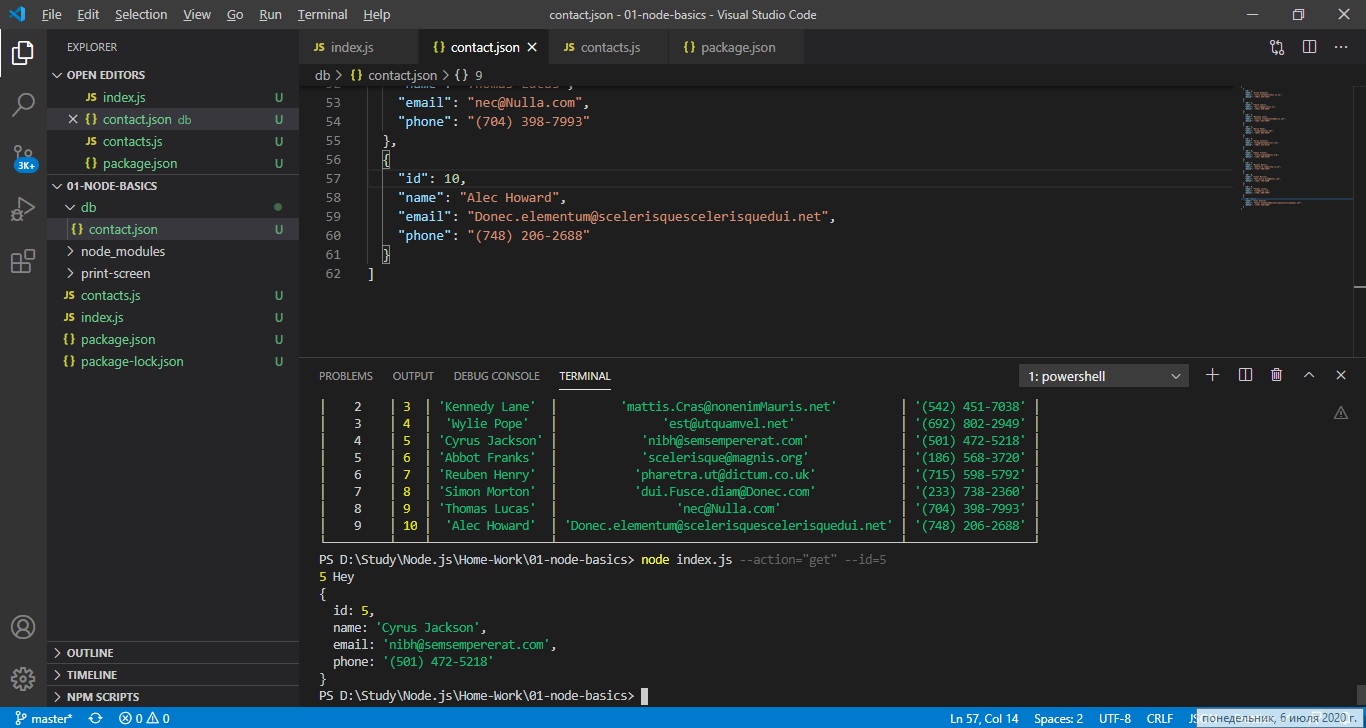 File Edit Selection View Go Run Terminal Help contact.json - 01-node-basics - Visual Studio Code
EXPLORER
OPEN EDITORS
JS index.js U
{} contact.json db U
JS contacts.js U
{} package.json U
01-NODE-BASICS
db
{} contact.json U
node_modules
print-screen
JS contacts.js U
JS index.js U
{} package.json U
{} package-lock.json U
OUTLINE
TIMELINE
NPM SCRIPTS
3K+
JS index.js {} contact.json JS contacts.js {} package.json
db > {} contact.json > {} 9
53 "email": "nec@Nulla.com",
54 "phone": "(704) 398-7993"
55 },
56 {
57 "id": 10,
58 "name": "Alec Howard",
59 "email": "Donec.elementum@scelerisquescelerisquedui.net",
60 "phone": "(748) 206-2688"
61 }
62 ]
PROBLEMS OUTPUT DEBUG CONSOLE TERMINAL 1: powershell
2 3 'Kennedy Lane' 'mattis.Cras@nonenimMauris.net' '(542) 451-7038'
3 4 'Wylie Pope' 'est@utquamvel.net' '(692) 802-2949'
4 5 'Cyrus Jackson' 'nibh@semsempererat.com' '(501) 472-5218'
5 6 'Abbot Franks' 'scelerisque@magnis.org' '(186) 568-3720'
6 7 'Reuben Henry' 'pharetra.ut@dictum.co.uk' '(715) 598-5792'
7 8 'Simon Morton' 'dui.Fusce.diam@Donec.com' '(233) 738-2360'
8 9 'Thomas Lucas' 'nec@Nulla.com' '(704) 398-7993'
9 10 'Alec Howard' 'Donec.elementum@scelerisquescelerisquedui.net' '(748) 206-2688'
PS D:\Study\Node.js\Home-Work\01-node-basics> node index.js --action="get" --id=5
5 Hey
{
id: 5,
name: 'Cyrus Jackson',
email: 'nibh@semsempererat.com',
phone: '(501) 472-5218'
}
PS D:\Study\Node.js\Home-Work\01-node-basics>
master* 0 0 Ln 57, Col 14 Spaces: 2 UTF-8 CRLF понедельник, 6 июля 2020 г.